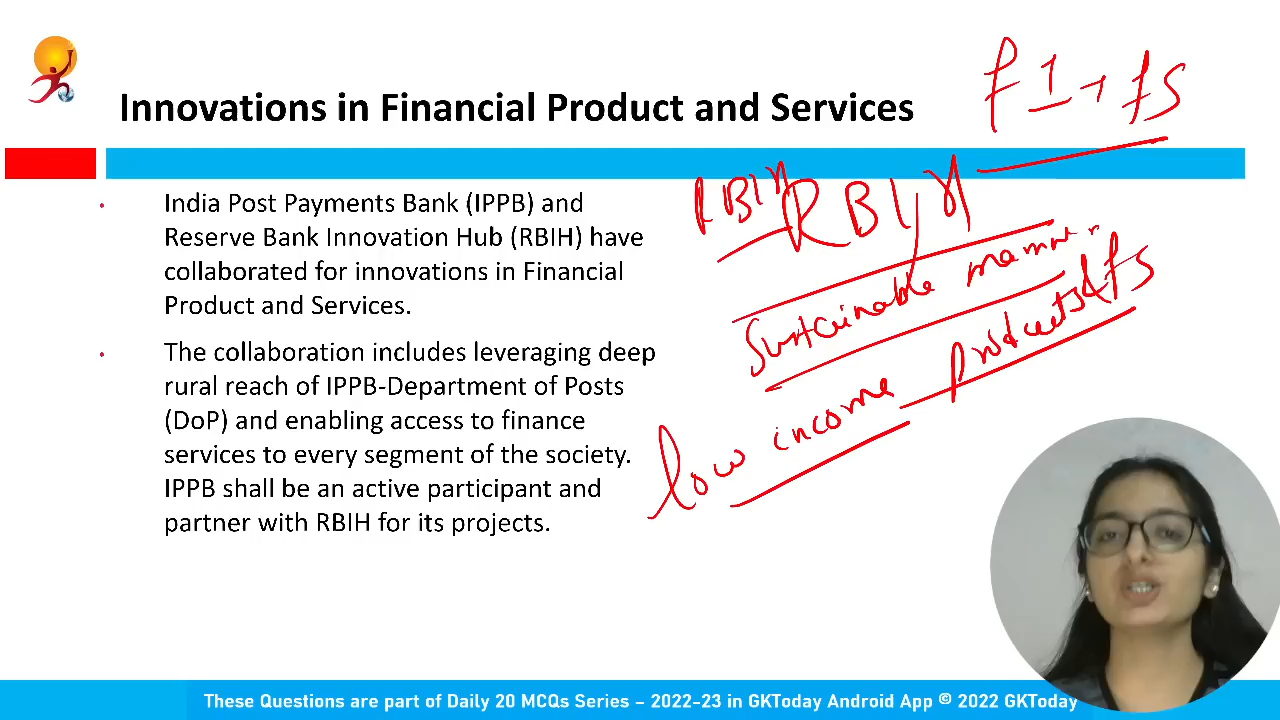 Innovations in Financial Product and Services
FI + FS
RBIH
RBI,
Sustainable
products & FS
low income
• India Post Payments Bank (IPPB) and
Reserve Bank Innovation Hub (RBIH) have
collaborated for innovations in Financial
Product and Services.
• The collaboration includes leveraging deep
rural reach of IPPB-Department of Posts
(DoP) and enabling access to finance
services to every segment of the society.
IPPB shall be an active participant and
partner with RBIH for its projects.
These Questions are part of Daily 20 MCQs Series – 2022-23 in GKToday Android App © 2022 GKToday